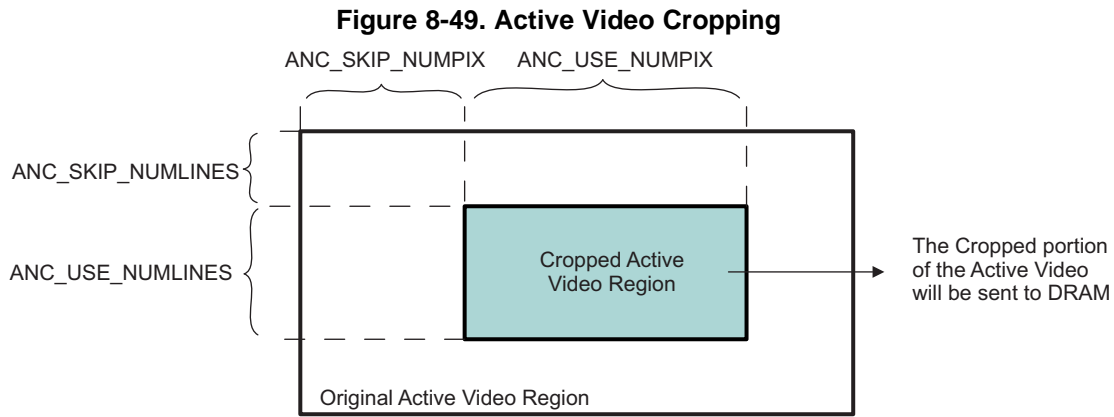 Figure 8-49. Active Video Cropping
ANC_SKIP_NUMPIX
ANC_USE_NUMPIX
ANC_SKIP_NUMLINES
ANC_USE_NUMLINES
Cropped Active
Video Region
The Cropped portion
of the Active Video
will be sent to DRAM
Original Active Video Region